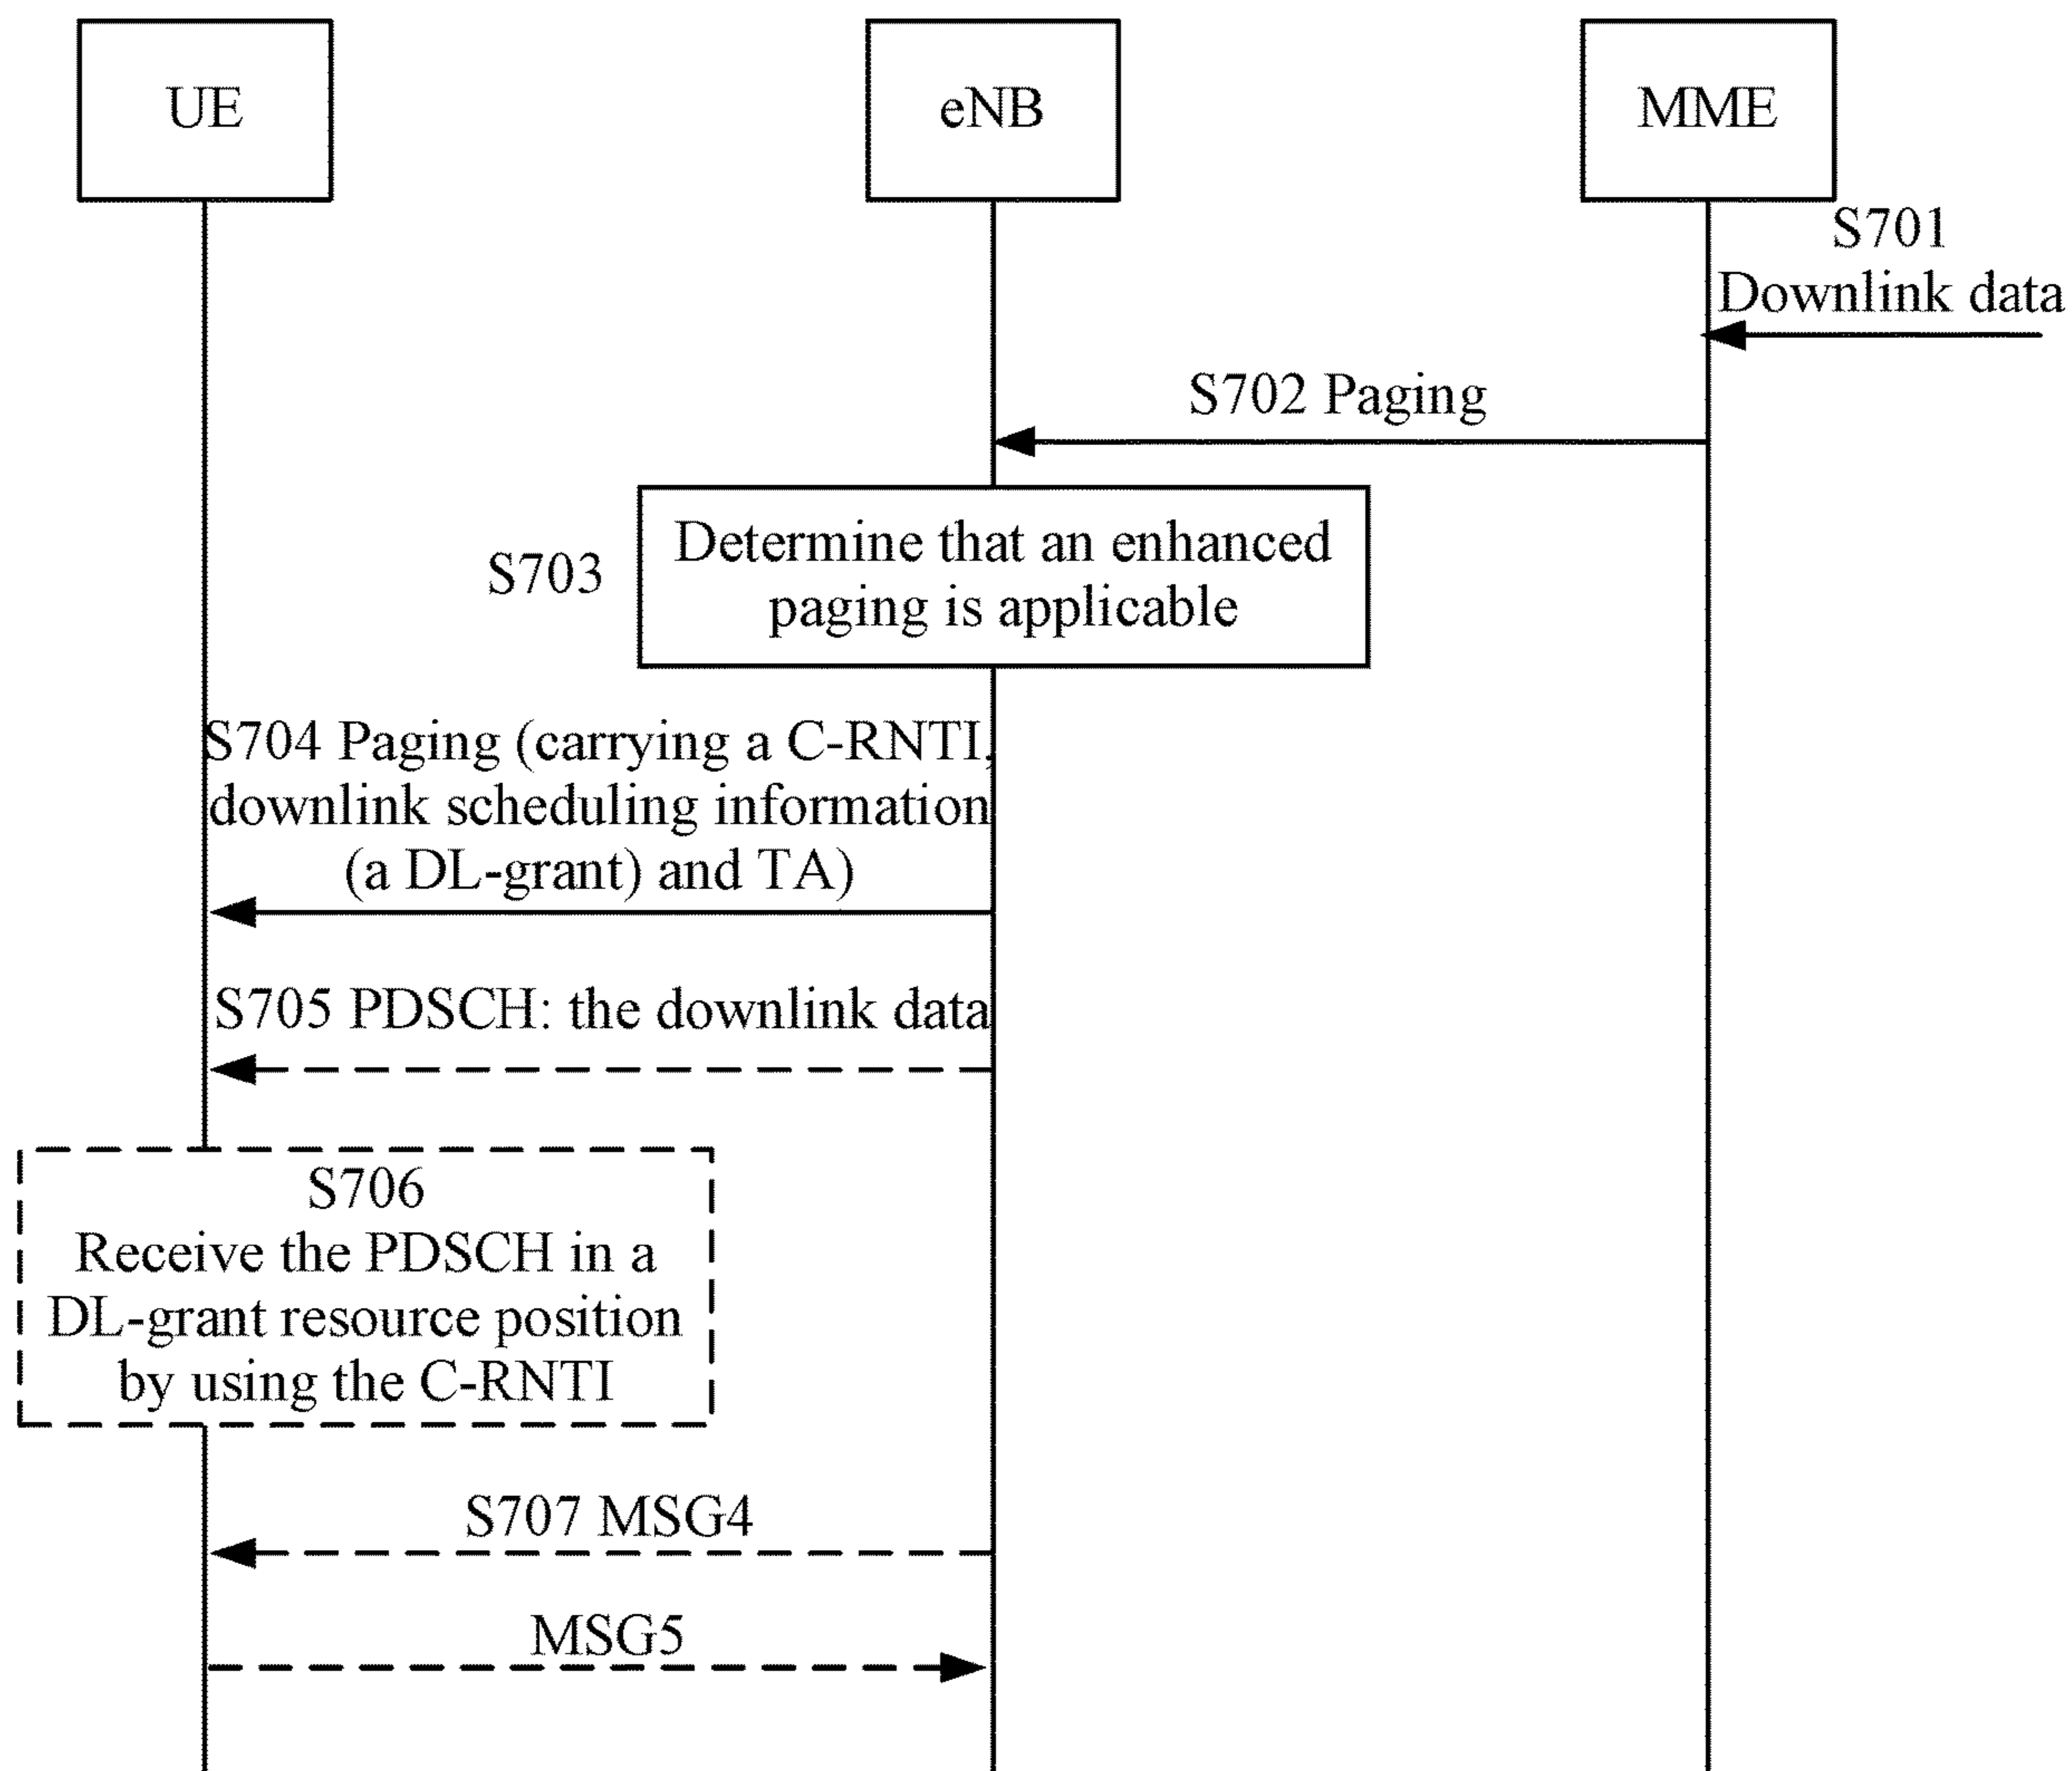 UE
eNB
MME
S701
Downlink data
S702 Paging
S703
Determine that an enhanced
paging is applicable
S704 Paging (carrying a C-RNTI,
downlink scheduling information
(a DL-grant) and TA)
S705 PDSCH: the downlink data
S706
Receive the PDSCH in a
DL-grant resource position
by using the C-RNTI
S707 MSG4
MSG5